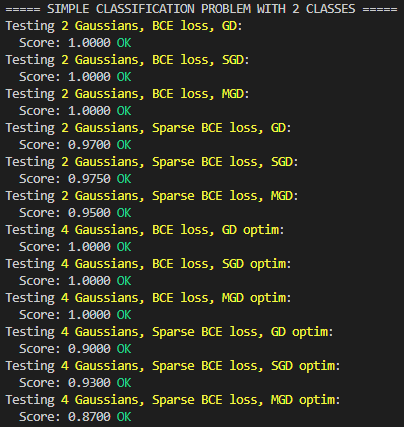 ===== SIMPLE CLASSIFICATION PROBLEM WITH 2 CLASSES =====
Testing 2 Gaussians, BCE loss, GD:
  Score: 1.0000 OK
Testing 2 Gaussians, BCE loss, SGD:
  Score: 1.0000 OK
Testing 2 Gaussians, BCE loss, MGD:
  Score: 1.0000 OK
Testing 2 Gaussians, Sparse BCE loss, GD:
  Score: 0.9700 OK
Testing 2 Gaussians, Sparse BCE loss, SGD:
  Score: 0.9750 OK
Testing 2 Gaussians, Sparse BCE loss, MGD:
  Score: 0.9500 OK
Testing 4 Gaussians, BCE loss, GD optim:
  Score: 1.0000 OK
Testing 4 Gaussians, BCE loss, SGD optim:
  Score: 1.0000 OK
Testing 4 Gaussians, BCE loss, MGD optim:
  Score: 1.0000 OK
Testing 4 Gaussians, Sparse BCE loss, GD optim:
  Score: 0.9000 OK
Testing 4 Gaussians, Sparse BCE loss, SGD optim:
  Score: 0.9300 OK
Testing 4 Gaussians, Sparse BCE loss, MGD optim:
  Score: 0.8700 OK